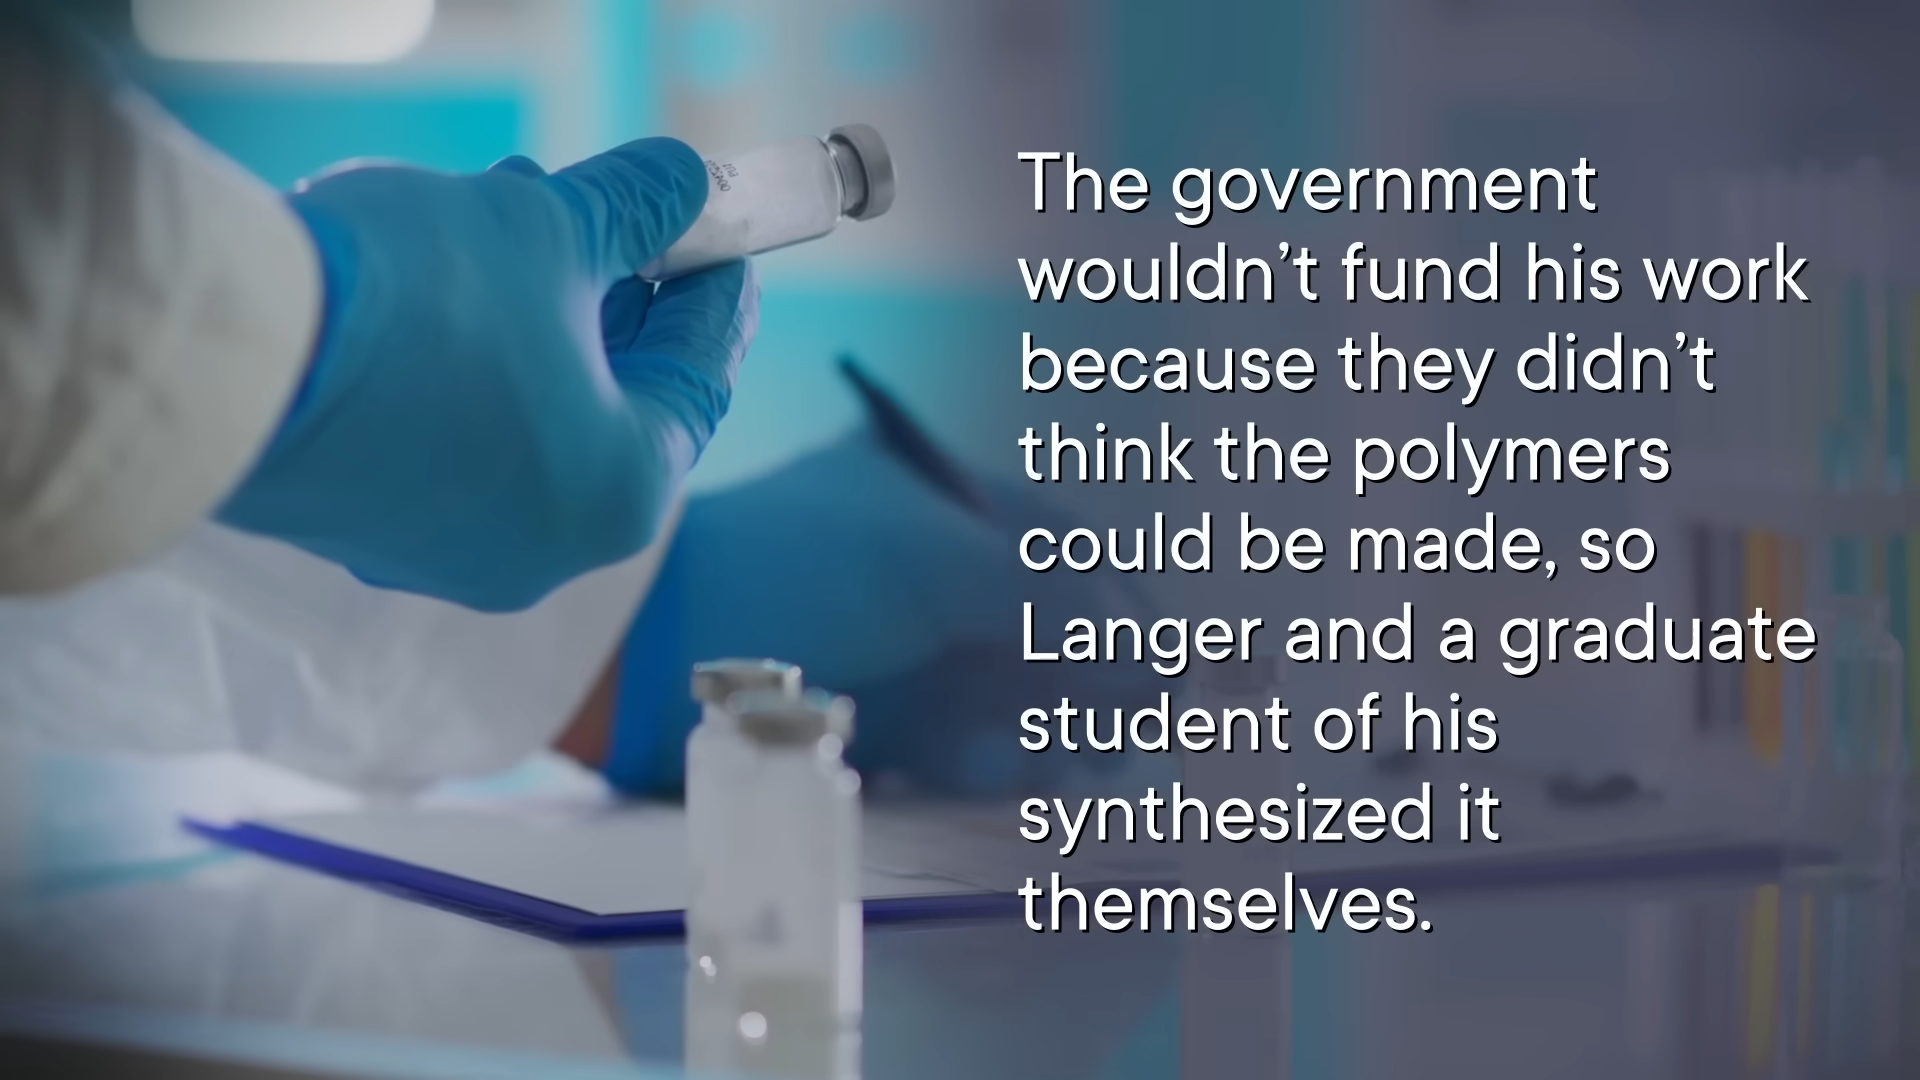 The government
wouldn’t fund his work
because they didn’t
think the polymers
could be made, so
Langer and a graduate
student of his
synthesized it
themselves.